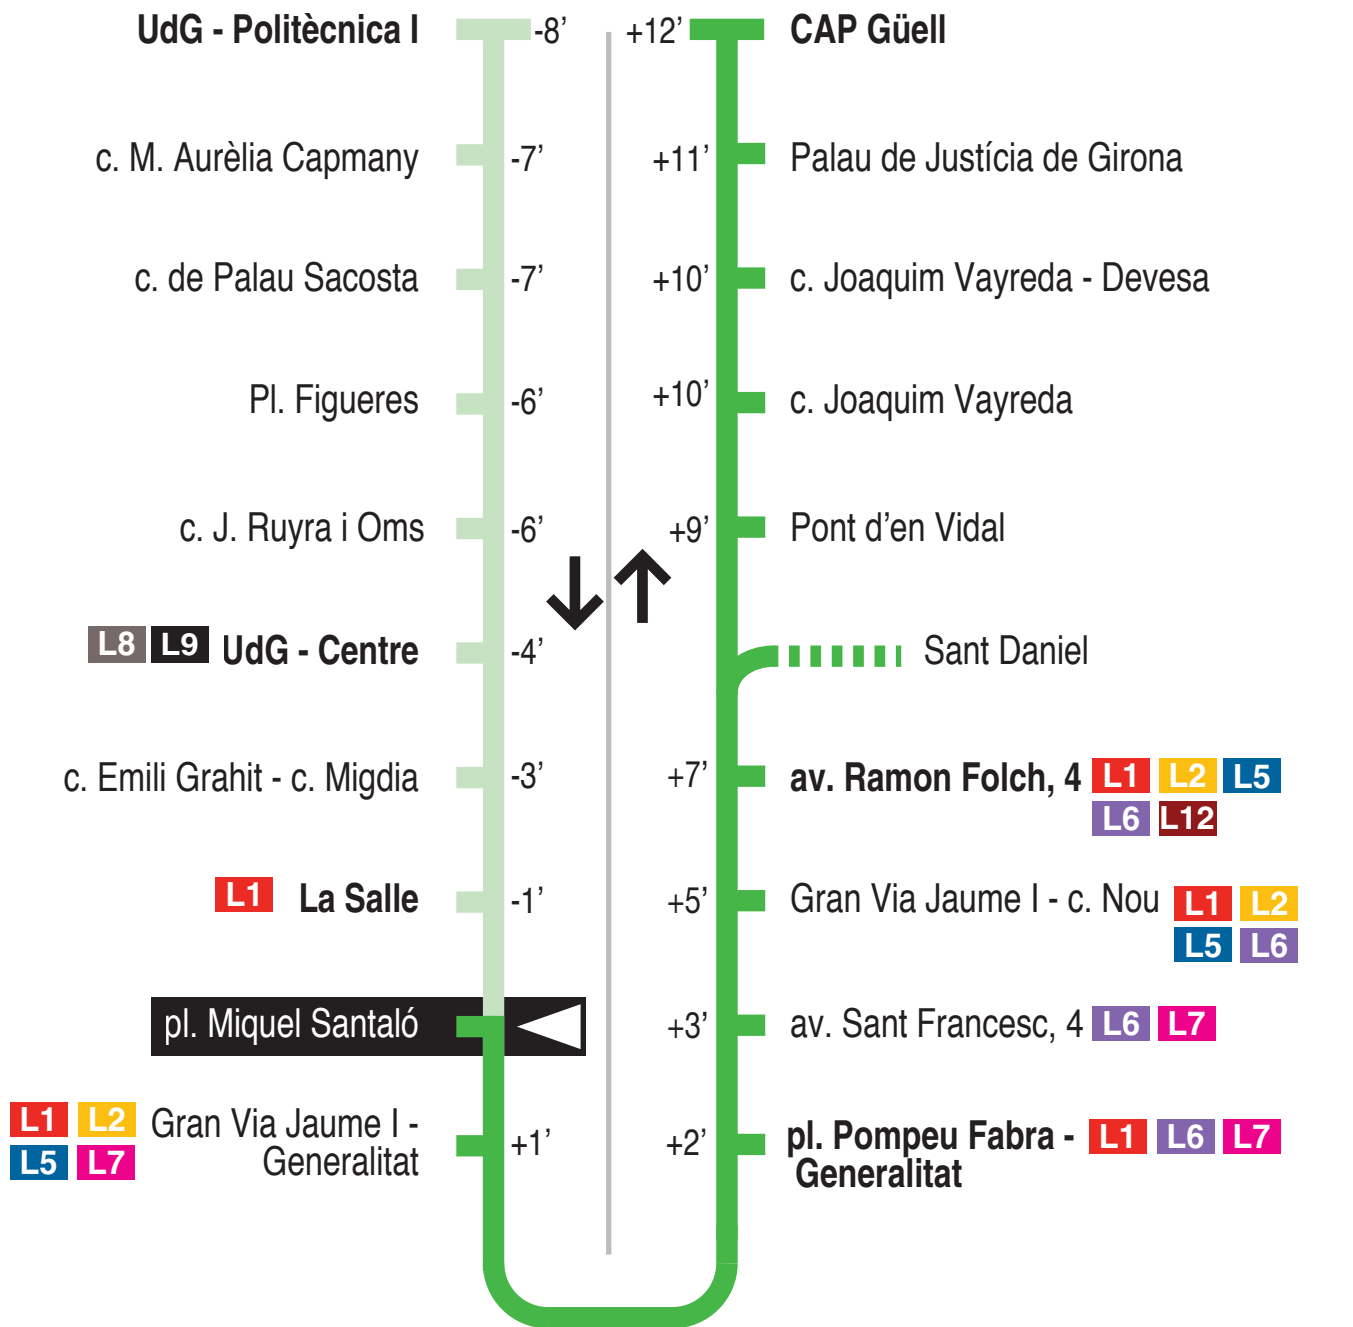 UdG - Politècnica I -8’
c. M. Aurèlia Capmany -7’
c. de Palau Sacosta -7’
Pl. Figueres -6’
c. J. Ruyra i Oms -6’
L8 L9 UdG - Centre -4’
c. Emili Grahit - c. Migdia -3’
L1 La Salle -1’
pl. Miquel Santaló
L1 L2 Gran Via Jaume I -
L5 L7 Generalitat +1’
+12’ CAP Güell
+11’ Palau de Justícia de Girona
+10’ c. Joaquim Vayreda - Devesa
+10’ c. Joaquim Vayreda
+9’ Pont d’en Vidal
Sant Daniel
+7’ av. Ramon Folch, 4 L1 L2 L5
L6 L12
+5’ Gran Via Jaume I - c. Nou L1 L2
L5 L6
+3’ av. Sant Francesc, 4 L6 L7
+2’ pl. Pompeu Fabra - L1 L6 L7
Generalitat